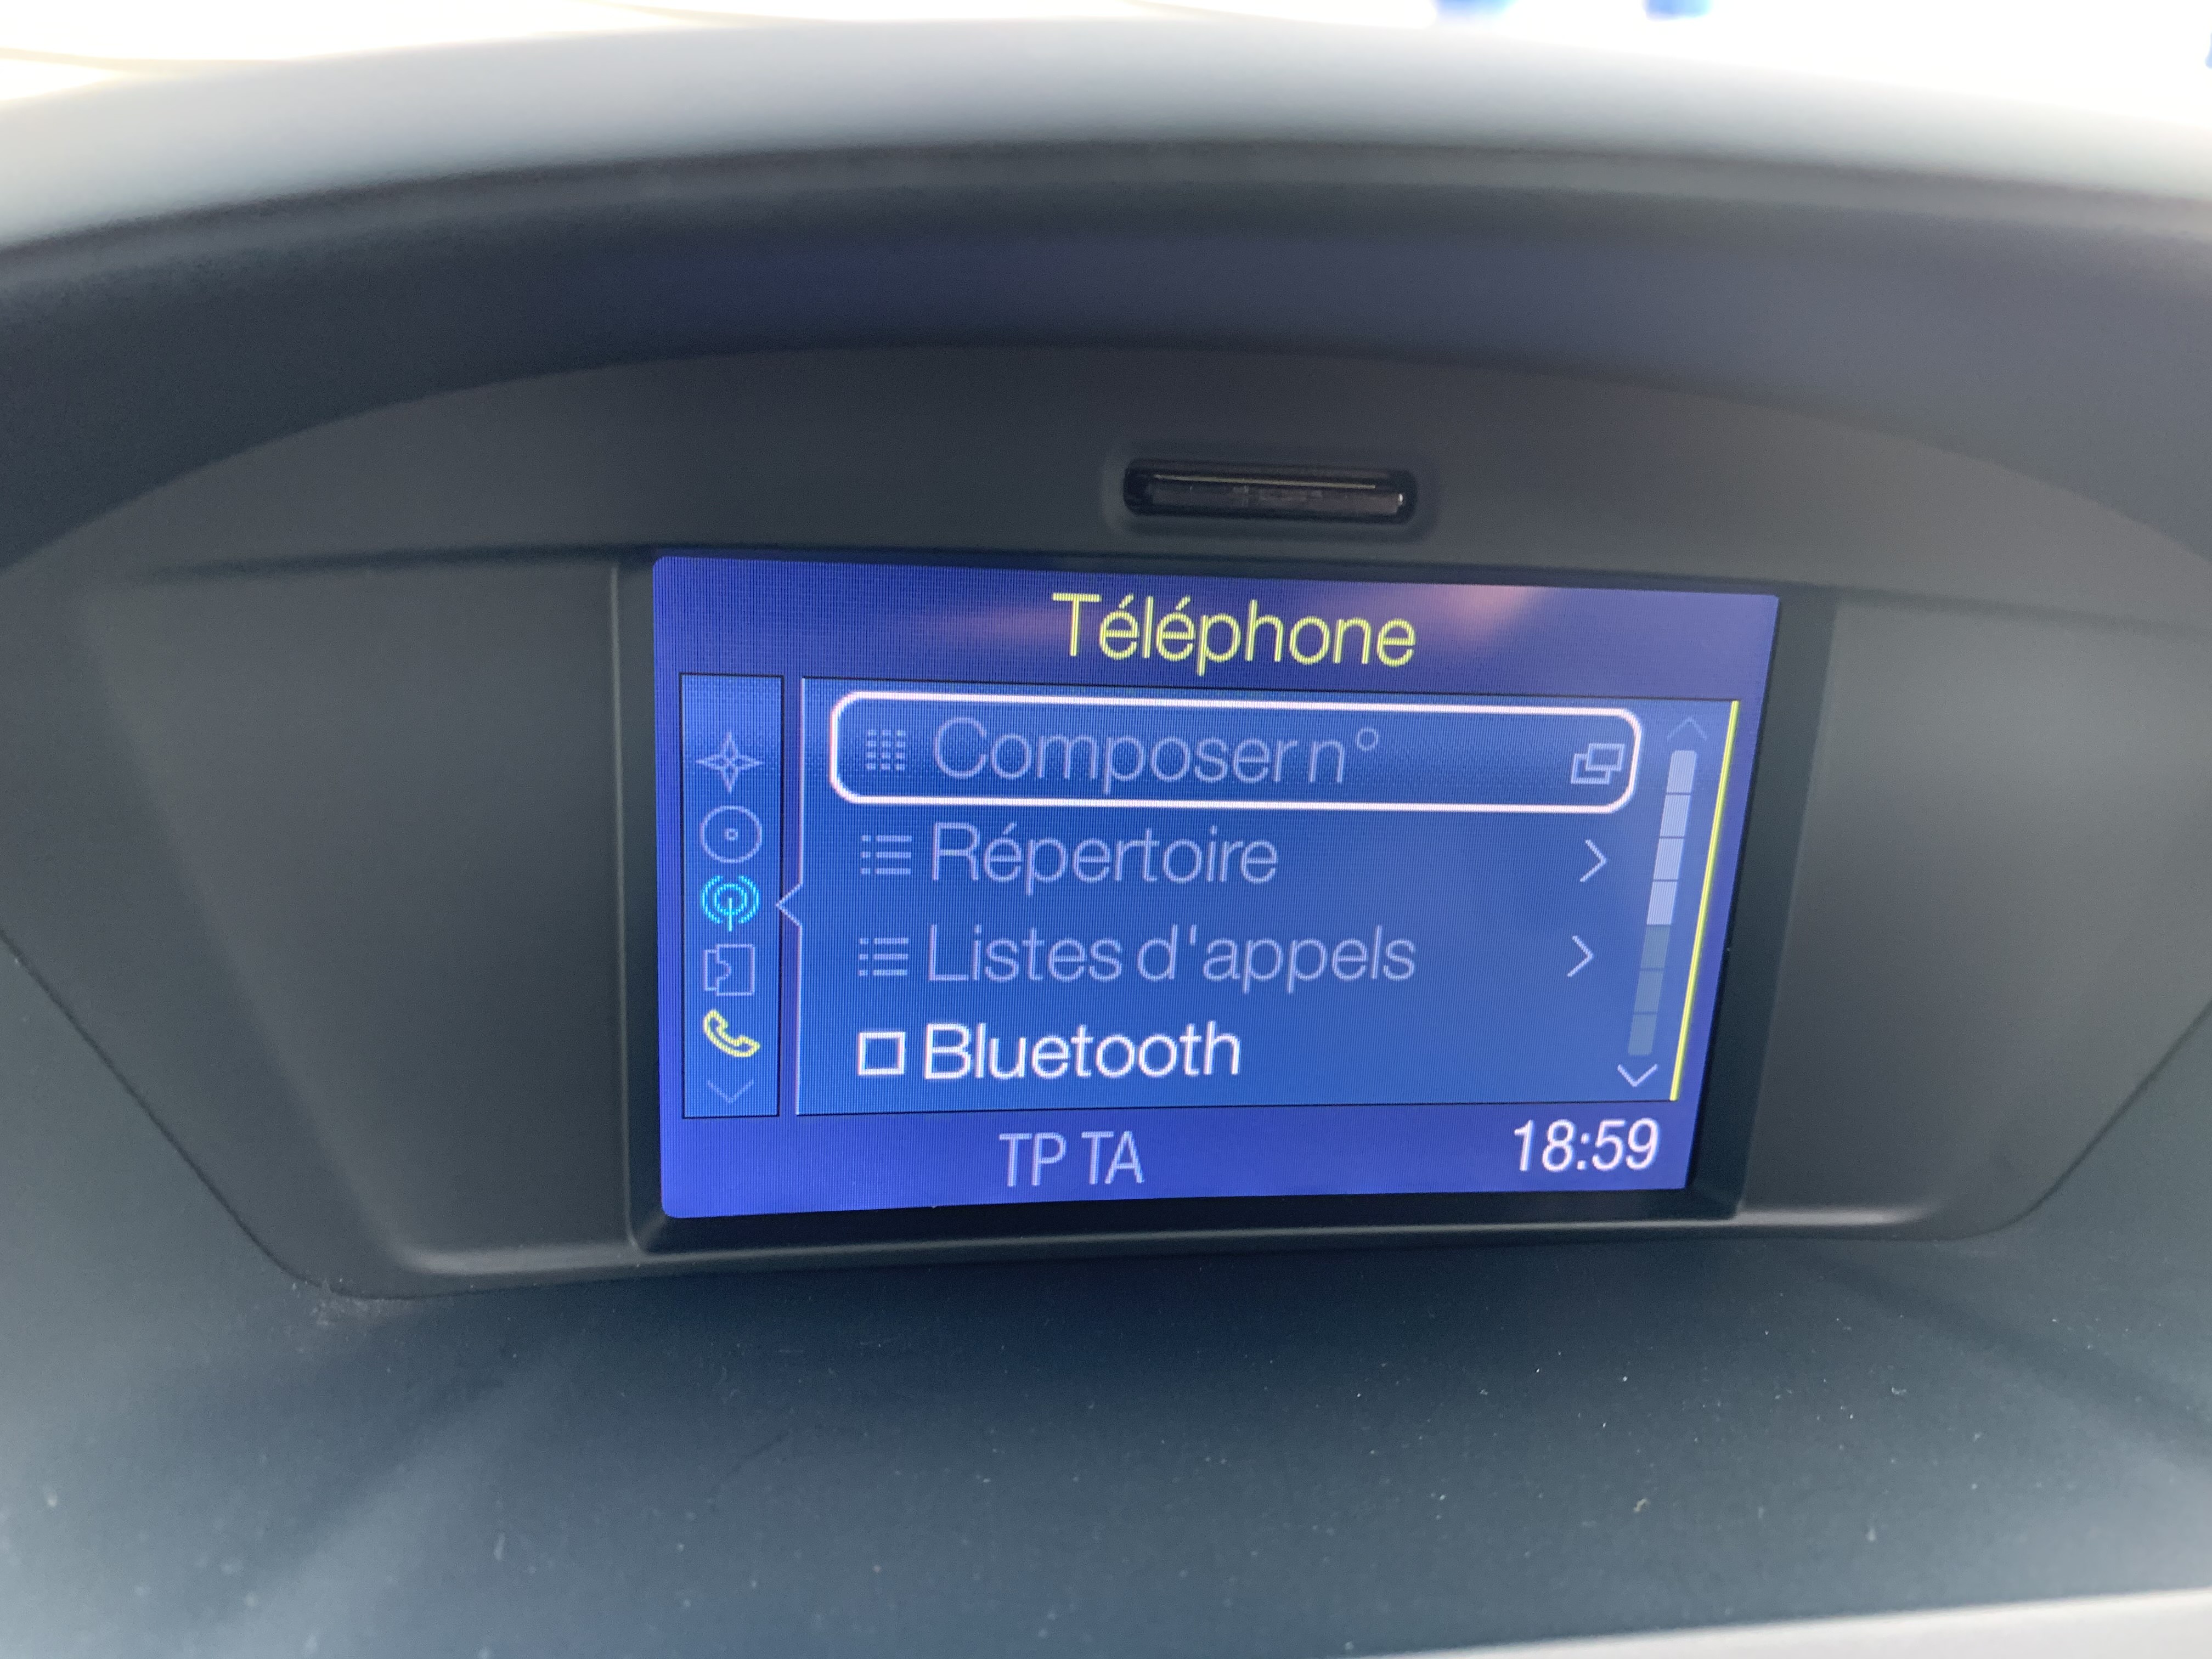 Téléphone
Composer n°
Répertoire
Listes d'appels
Bluetooth
TP TA
18:59